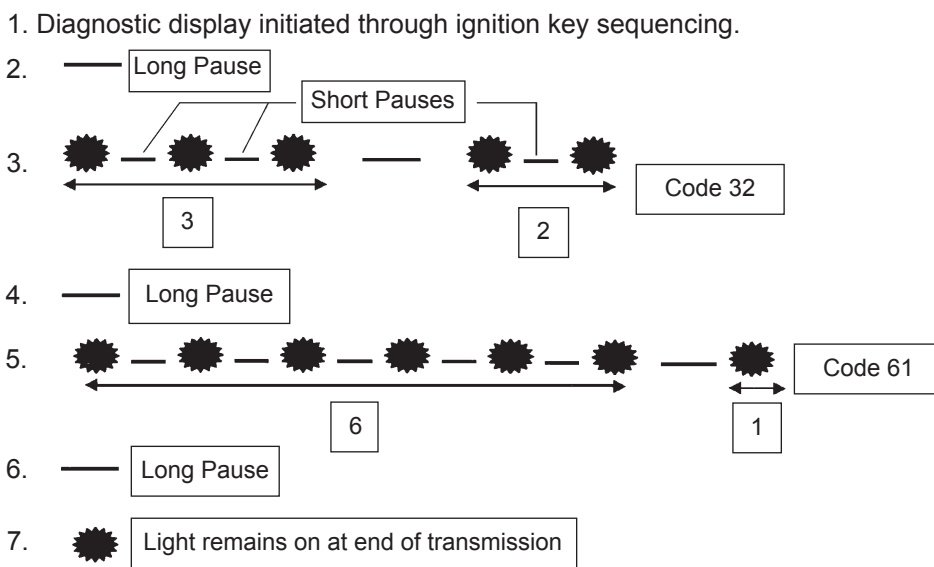 1. Diagnostic display initiated through ignition key sequencing.
2. Long Pause
Short Pauses
3.
Code 32
3
2
4. Long Pause
5.
Code 61
6
1
6. Long Pause
7. Light remains on at end of transmission